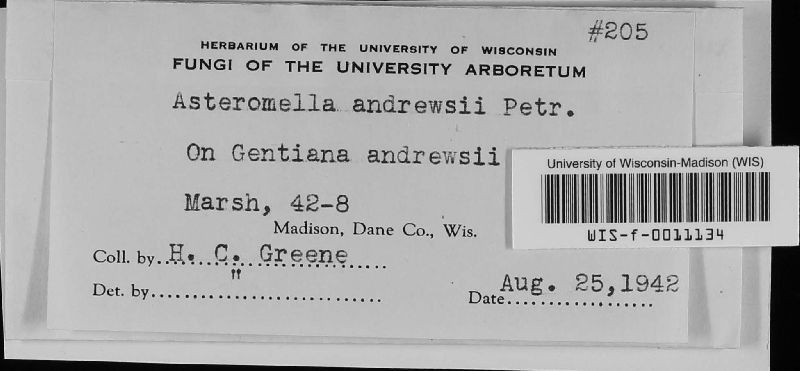 #205
HERBARIUM OF THE UNIVERSITY OF WISCONSIN
FUNGI OF THE UNIVERSITY ARBORETUM
Asteromella andrewsii Petr.
On Gentiana andrewsii
University of Wisconsin-Madison (WIS)
WIS-f-0011134
Marsh, 42-8
Madison, Dane Co., Wis.
Coll. by..H. C. Greene.....
Det. by.....".....
Date Aug. 25,1942